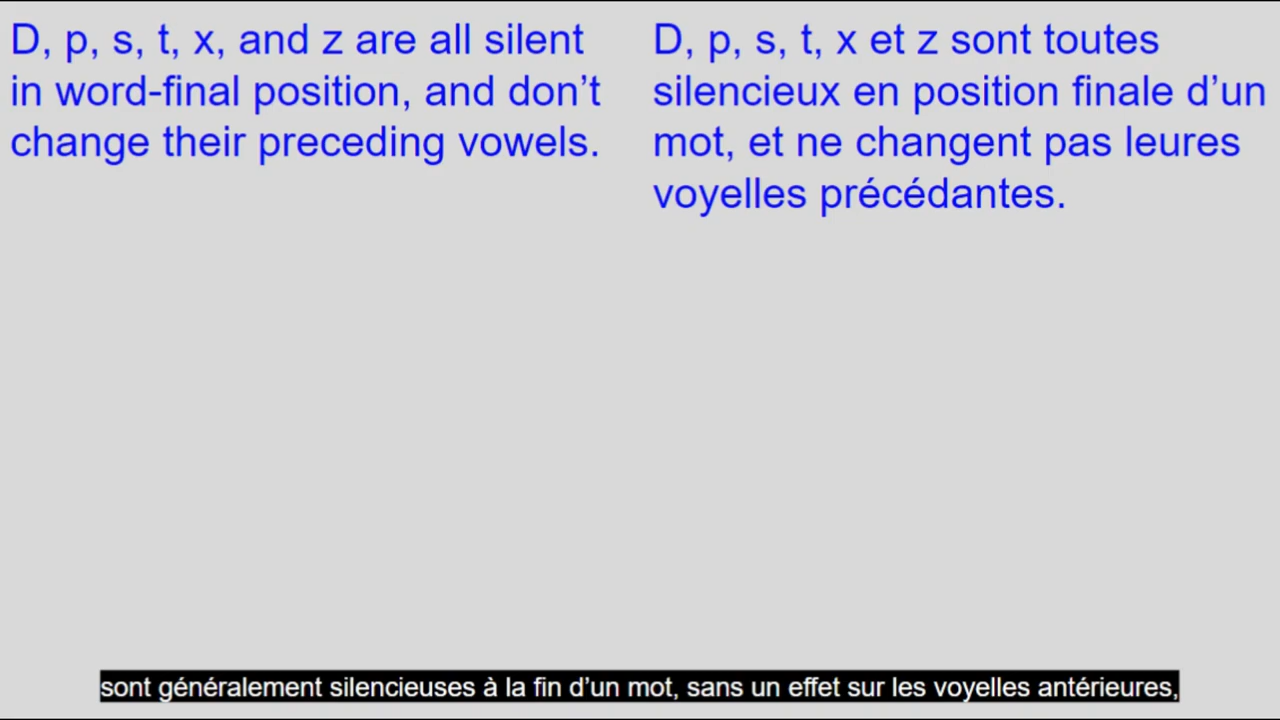 D, p, s, t, x, and z are all silent
in word-final position, and don’t
change their preceding vowels.
D, p, s, t, x et z sont toutes
silencieux en position finale d’un
mot, et ne changent pas leures
voyelles précédantes.
sont généralement silencieuses à la fin d’un mot, sans un effet sur les voyelles antérieures,